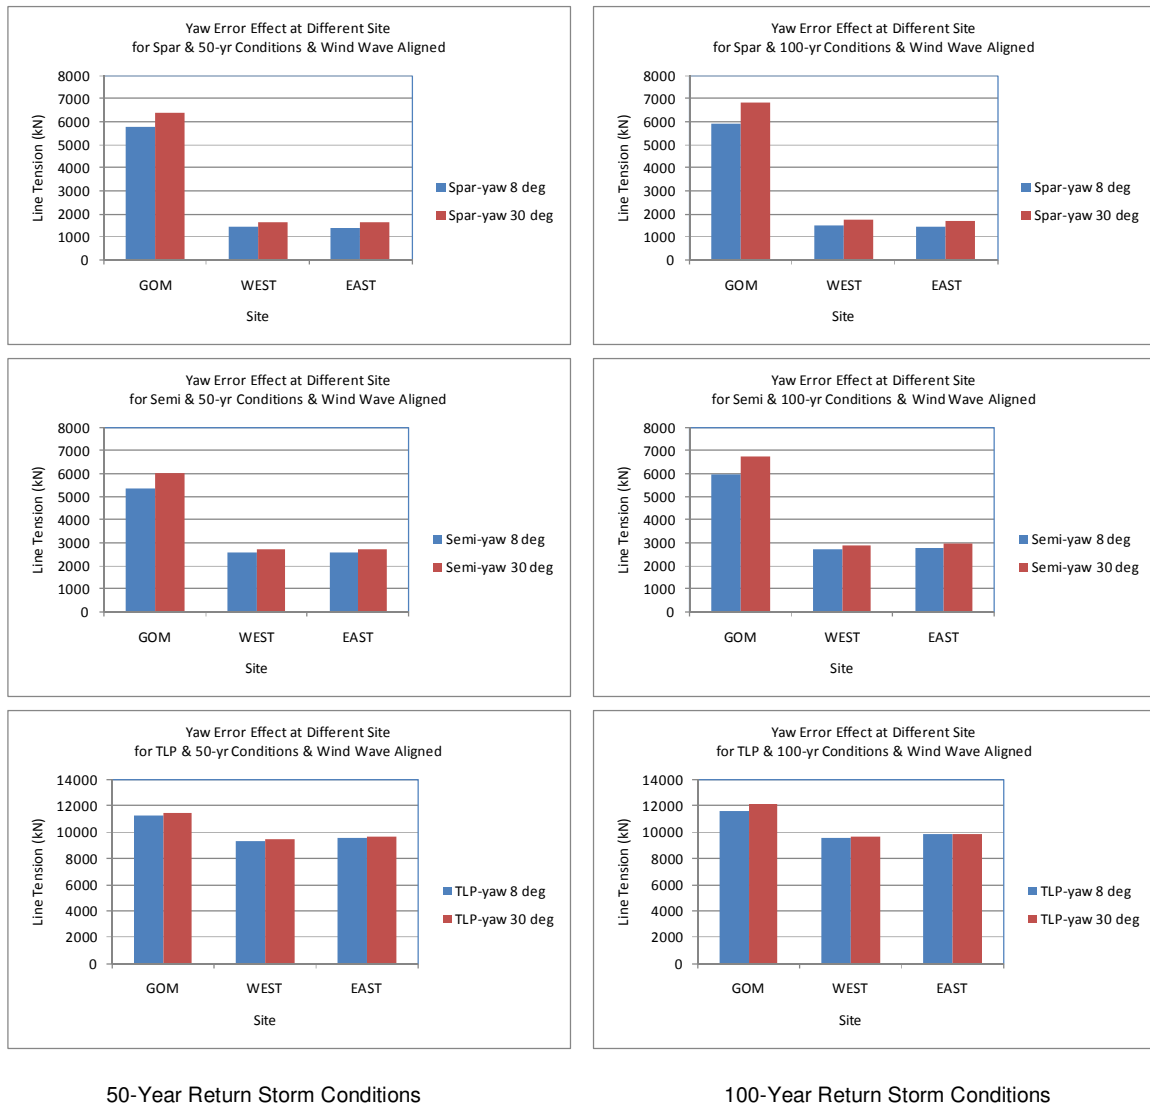 Yaw Error Effect at Different Site
for Spar & 50-yr Conditions & Wind Wave Aligned
Line Tension (kN)
8000
7000
6000
5000
4000
3000
2000
1000
0
GOM WEST EAST
Site
Spar-yaw 8 deg
Spar-yaw 30 deg
Yaw Error Effect at Different Site
for Spar & 100-yr Conditions & Wind Wave Aligned
Line Tension (kN)
8000
7000
6000
5000
4000
3000
2000
1000
0
GOM WEST EAST
Site
Spar-yaw 8 deg
Spar-yaw 30 deg
Yaw Error Effect at Different Site
for Semi & 50-yr Conditions & Wind Wave Aligned
Line Tension (kN)
8000
7000
6000
5000
4000
3000
2000
1000
0
GOM WEST EAST
Site
Semi-yaw 8 deg
Semi-yaw 30 deg
Yaw Error Effect at Different Site
for Semi & 100-yr Conditions & Wind Wave Aligned
Line Tension (kN)
8000
7000
6000
5000
4000
3000
2000
1000
0
GOM WEST EAST
Site
Semi-yaw 8 deg
Semi-yaw 30 deg
Yaw Error Effect at Different Site
for TLP & 50-yr Conditions & Wind Wave Aligned
Line Tension (kN)
14000
12000
10000
8000
6000
4000
2000
0
GOM WEST EAST
Site
TLP-yaw 8 deg
TLP-yaw 30 deg
Yaw Error Effect at Different Site
for TLP & 100-yr Conditions & Wind Wave Aligned
Line Tension (kN)
14000
12000
10000
8000
6000
4000
2000
0
GOM WEST EAST
Site
TLP-yaw 8 deg
TLP-yaw 30 deg
50-Year Return Storm Conditions
100-Year Return Storm Conditions